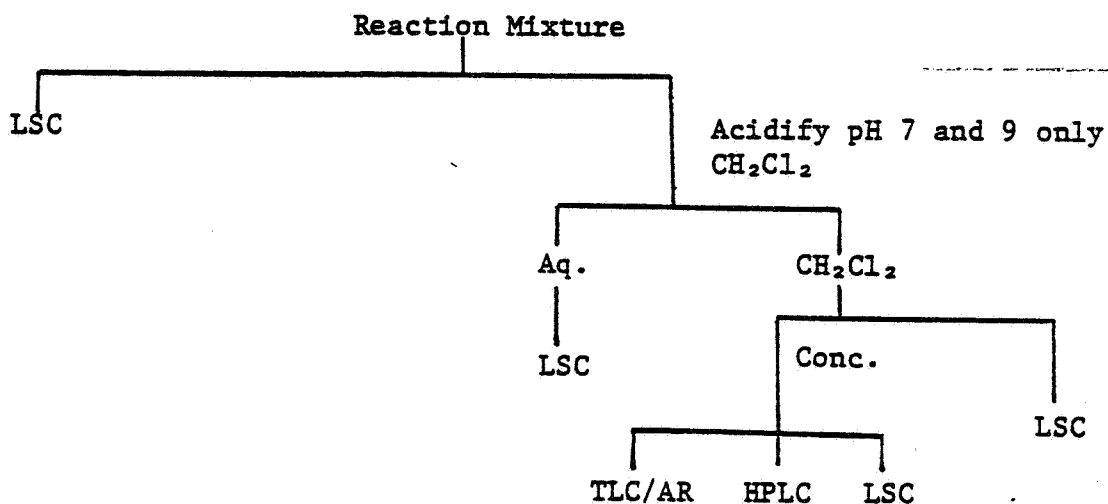 Reaction Mixture
LSC
Acidify pH 7 and 9 only
CH₂Cl₂
Aq.
CH₂Cl₂
LSC
Conc.
LSC
TLC/AR HPLC LSC